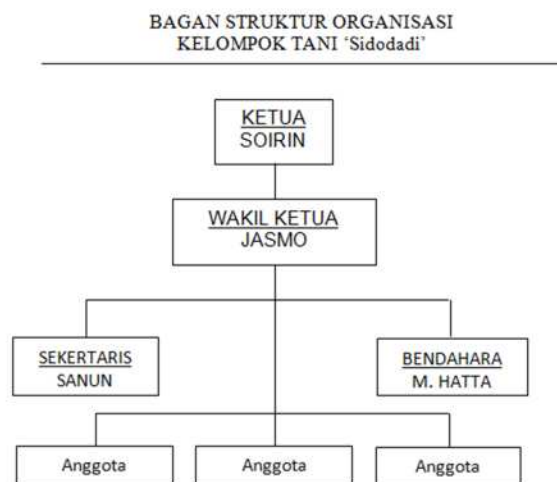 BAGAN STRUKTUR ORGANISASI
KELOMPOK TANI ‘Sidodadi’
KETUA
SOIRIN
WAKIL KETUA
JASMO
SEKERTARIS
SANUN
BENDAHARA
M. HATTA
Anggota
Anggota
Anggota